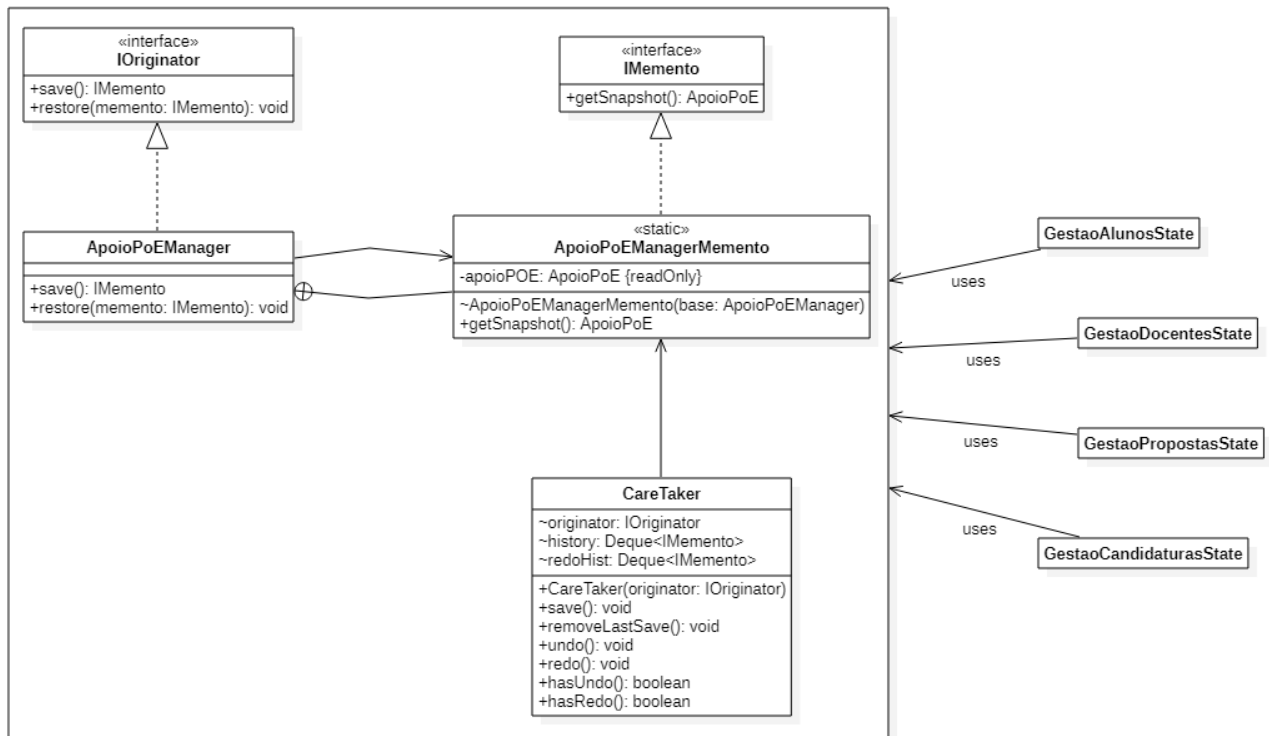 «interface»
IOriginator
+save(): IMemento
+restore(memento: IMemento): void
«interface»
IMemento
+getSnapshot(): ApoioPoE
ApoioPoEManager
+save(): IMemento
+restore(memento: IMemento): void
«static»
ApoioPoEManagerMemento
-apoioPOE: ApoioPoE {readOnly}
~ApoioPoEManagerMemento(base: ApoioPoEManager)
+getSnapshot(): ApoioPoE
CareTaker
~originator: IOriginator
~history: Deque<IMemento>
~redoHist: Deque<IMemento>
+CareTaker(originator: IOriginator)
+save(): void
+removeLastSave(): void
+undo(): void
+redo(): void
+hasUndo(): boolean
+hasRedo(): boolean
GestaoAlunosState
uses
GestaoDocentesState
uses
GestaoPropostasState
uses
GestaoCandidaturasState
uses